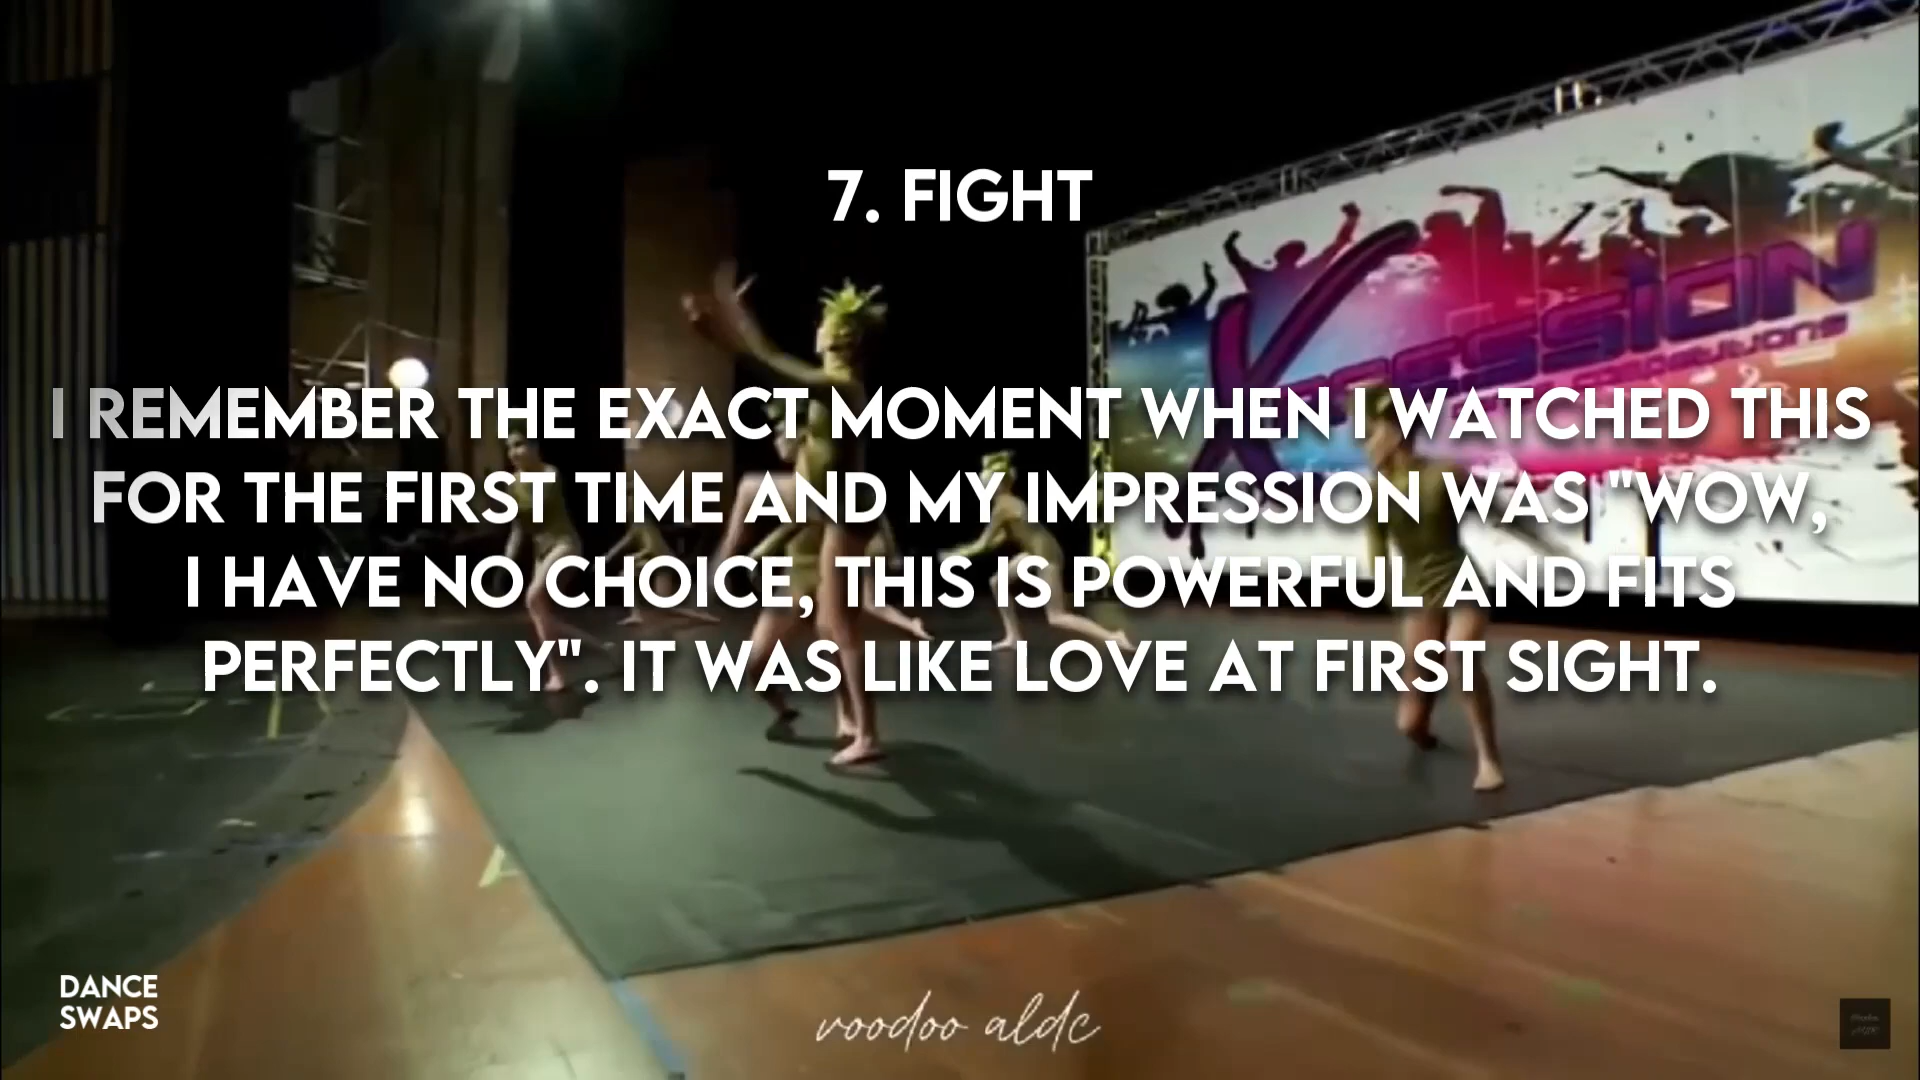 7. FIGHT
XPRESSION
I REMEMBER THE EXACT MOMENT WHEN I WATCHED THIS
FOR THE FIRST TIME AND MY IMPRESSION WAS "WOW,
I HAVE NO CHOICE, THIS IS POWERFUL AND FITS
PERFECTLY". IT WAS LIKE LOVE AT FIRST SIGHT.
DANCE
SWAPS
voodoo aldc